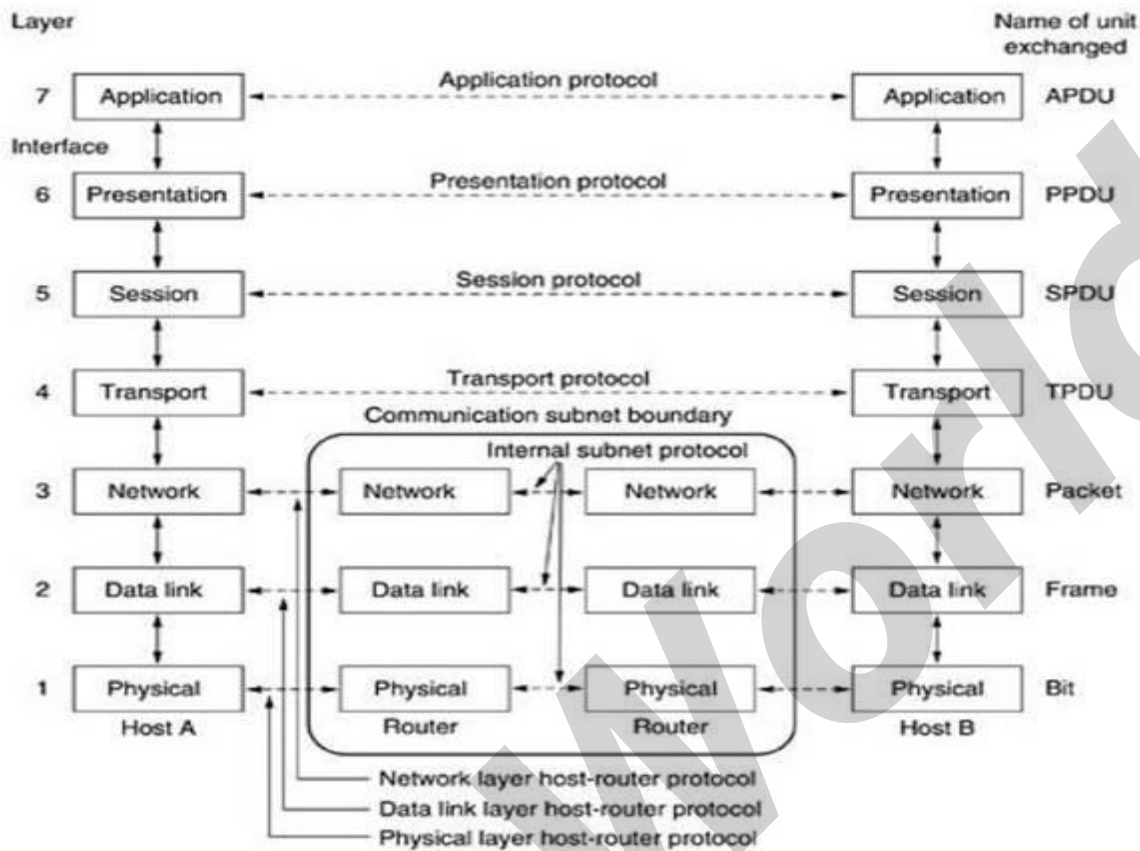 Layer
Name of unit exchanged
7 Application Application protocol Application APDU
Interface
6 Presentation Presentation protocol Presentation PPDU
5 Session Session protocol Session SPDU
4 Transport Transport protocol Transport TPDU
Communication subnet boundary
Internal subnet protocol
3 Network Network Network Network Packet
2 Data link Data link Data link Data link Frame
1 Physical Physical Physical Physical Bit
Host A Router Router Host B
Network layer host-router protocol
Data link layer host-router protocol
Physical layer host-router protocol
World